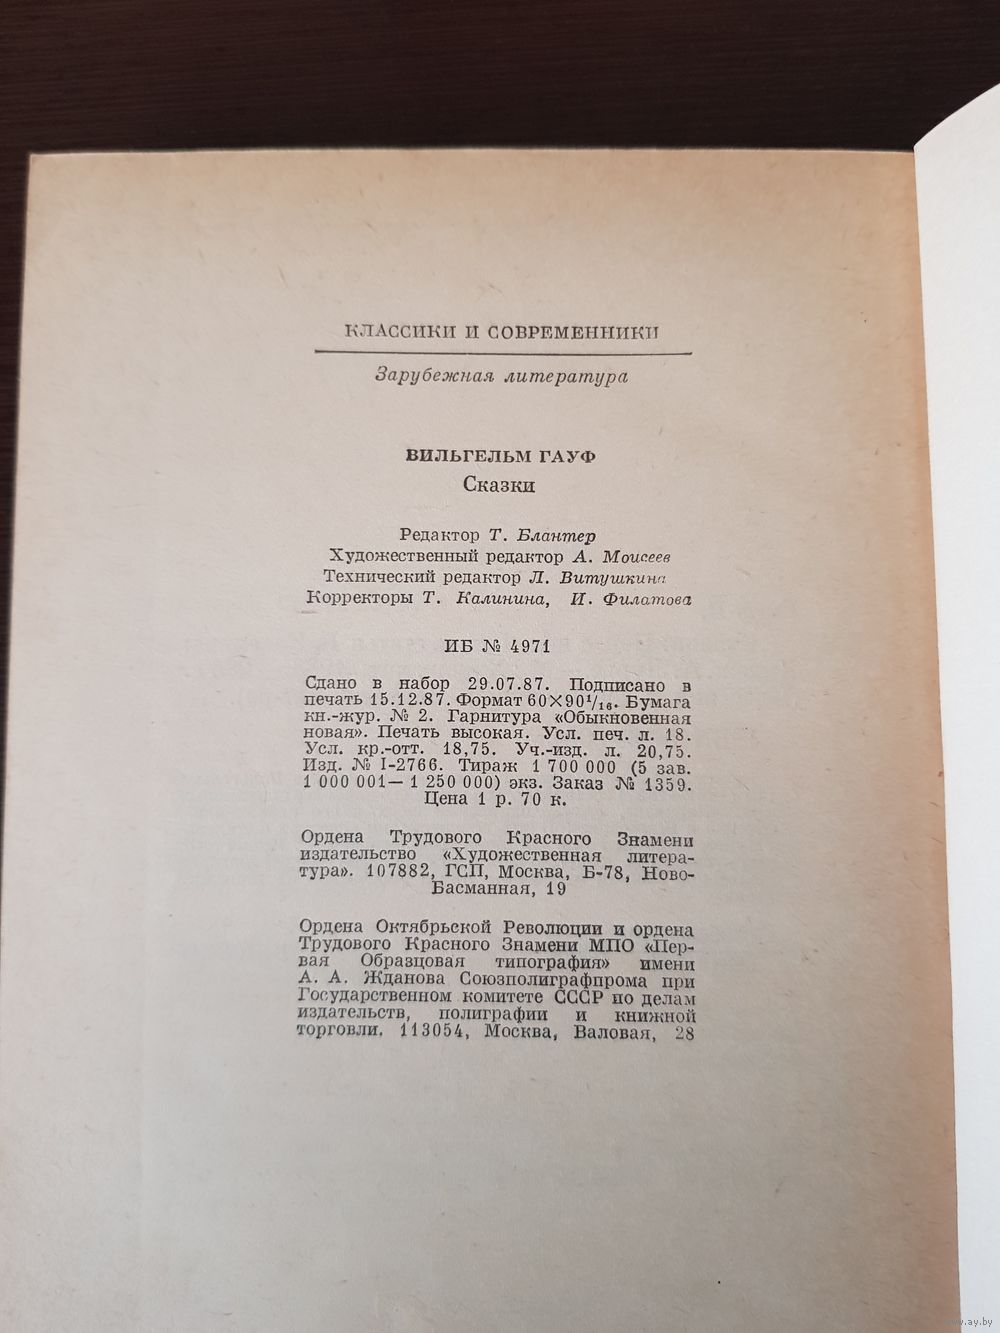 КЛАССИКИ И СОВРЕМЕННИКИ
Зарубежная литература
ВИЛЬГЕЛЬМ ГАУФ
Сказки
Редактор Т. Блантер
Художественный редактор А. Моисеев
Технический редактор Л. Витушкина
Корректоры Т. Калинина, И. Филатова
ИБ № 4971
Сдано в набор 29.07.87. Подписано в
печать 15.12.87. Формат 60×90 1/16. Бумага
кн.-жур. № 2. Гарнитура «Обыкновенная
новая». Печать высокая. Усл. печ. л. 18.
Усл. кр.-отт. 18,75. Уч.-изд. л. 20,75.
Изд. № I-2766. Тираж 1 700 000 (5 зав.
1 000 001— 1 250 000) экз. Заказ № 1359.
Цена 1 р. 70 к.
Ордена Трудового Красного Знамени
издательство «Художественная литера-
тура». 107882, ГСП, Москва, Б-78, Ново-
Басманная, 19
Ордена Октябрьской Революции и ордена
Трудового Красного Знамени МПО «Пер-
вая Образцовая типография» имени
А. А. Жданова Союзполиграфпрома при
Государственном комитете СССР по делам
издательств, полиграфии и книжной
торговли. 113054, Москва, Валовая, 28
www.ay.by